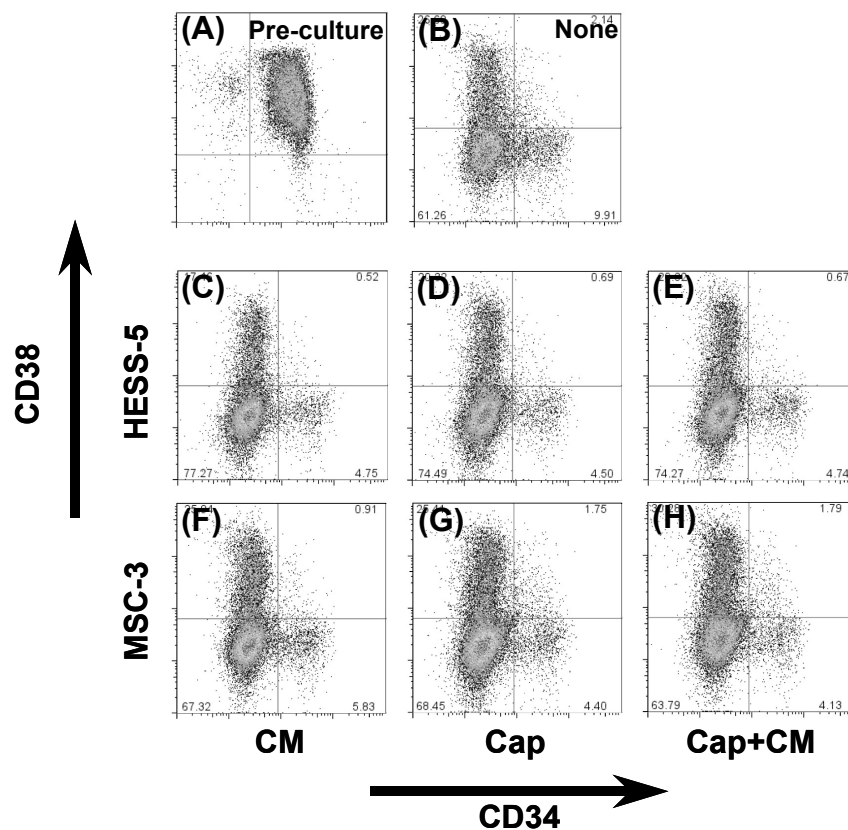 (A)
Pre-culture
(B)
None
2.14
61.26
9.91
CD38
HESS-5
(C)
0.52
77.27
4.75
(D)
0.69
74.49
4.50
(E)
0.67
74.27
4.74
MSC-3
(F)
0.91
67.32
5.83
(G)
1.75
68.45
4.40
(H)
1.79
63.79
4.13
CM
Cap
Cap+CM
CD34